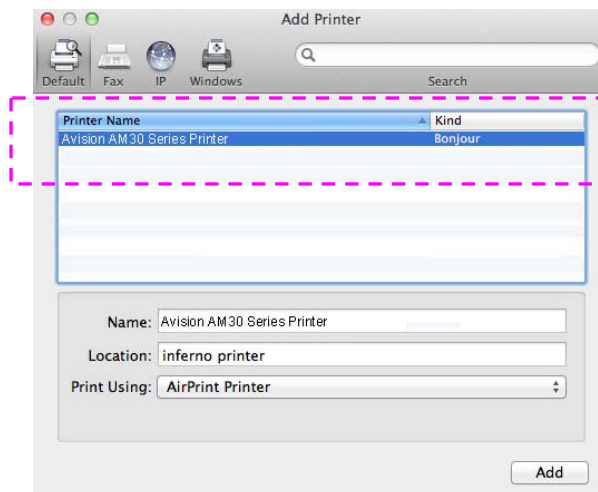 Add Printer
Default Fax IP Windows Search
Printer Name Kind
Avision AM30 Series Printer Bonjour
Name: Avision AM30 Series Printer
Location: inferno printer
Print Using: AirPrint Printer
Add